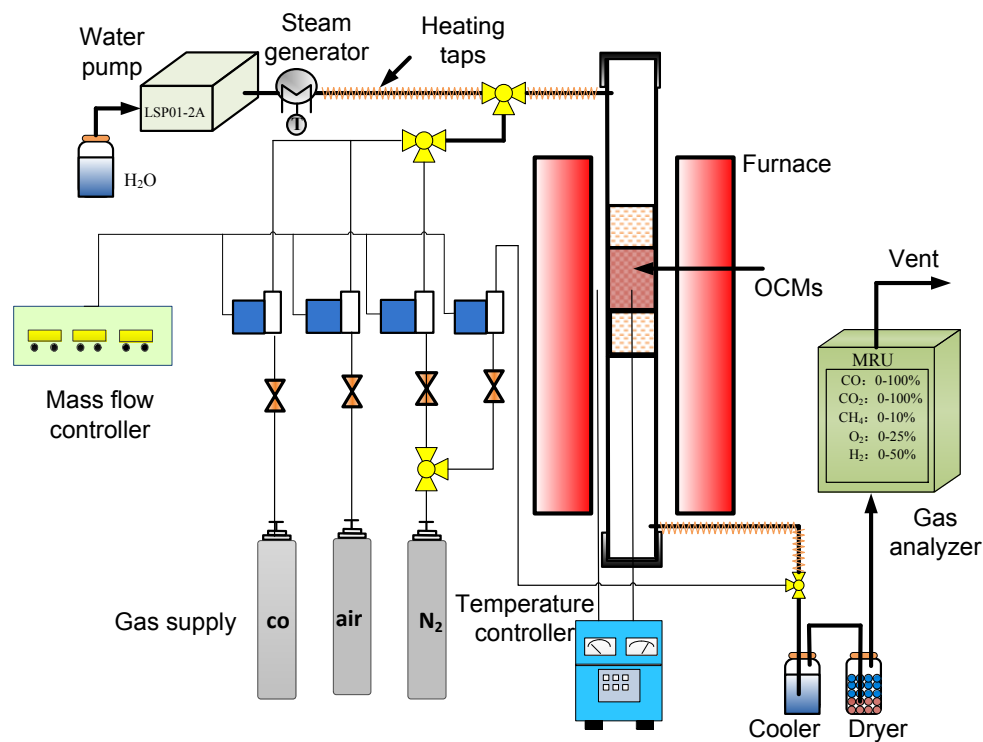 Water
pump
Steam
generator
Heating
taps
LSP01-2A
T
H₂O
Furnace
OCMs
Vent
MRU
CO: 0-100%
CO₂: 0-100%
CH₄: 0-10%
O₂: 0-25%
H₂: 0-50%
Mass flow
controller
Gas
analyzer
Gas supply
co
air
N₂
Temperature
controller
Cooler
Dryer